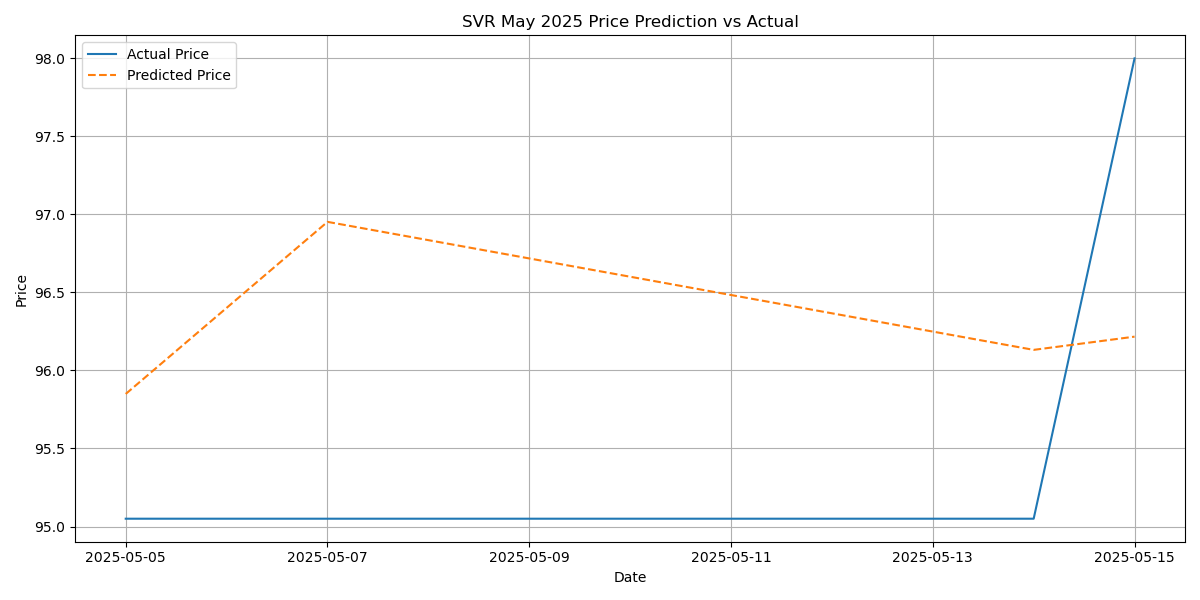 SVR May 2025 Price Prediction vs Actual
Actual Price
Predicted Price
98.0
97.5
97.0
96.5
96.0
95.5
95.0
Price
2025-05-05
2025-05-07
2025-05-09
2025-05-11
2025-05-13
2025-05-15
Date